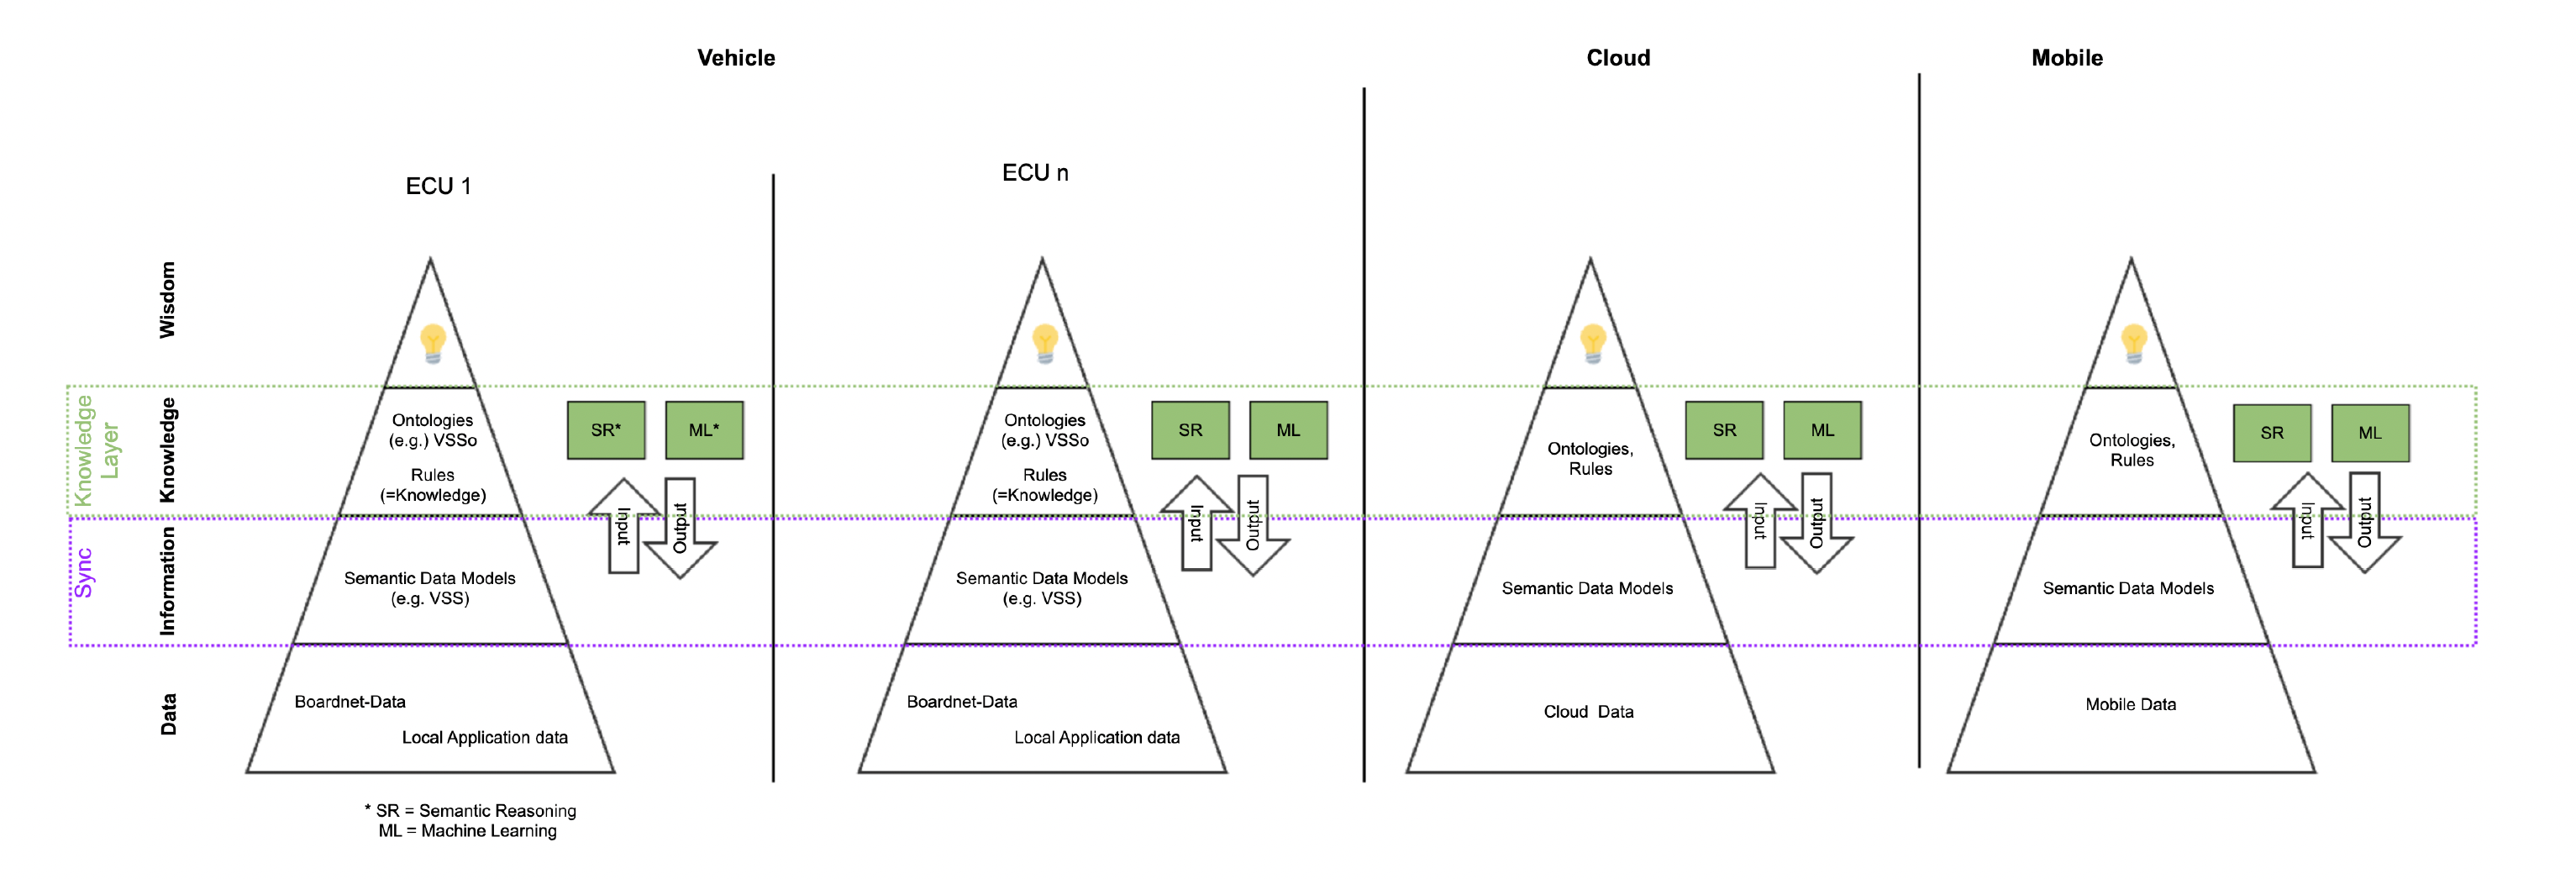 Vehicle
Cloud
Mobile
ECU 1
ECU n
Wisdom
Knowledge
Layer
Knowledge
Ontologies
(e.g.) VSSo
Rules
(=Knowledge)
SR*
ML*
Input
Output
Ontologies
(e.g.) VSSo
Rules
(=Knowledge)
SR
ML
Input
Output
Ontologies,
Rules
SR
ML
Input
Output
Ontologies,
Rules
SR
ML
Input
Output
Sync
Information
Semantic Data Models
(e.g. VSS)
Semantic Data Models
(e.g. VSS)
Semantic Data Models
Semantic Data Models
Data
Boardnet-Data
Local Application data
Boardnet-Data
Local Application data
Cloud Data
Mobile Data
* SR = Semantic Reasoning
ML = Machine Learning